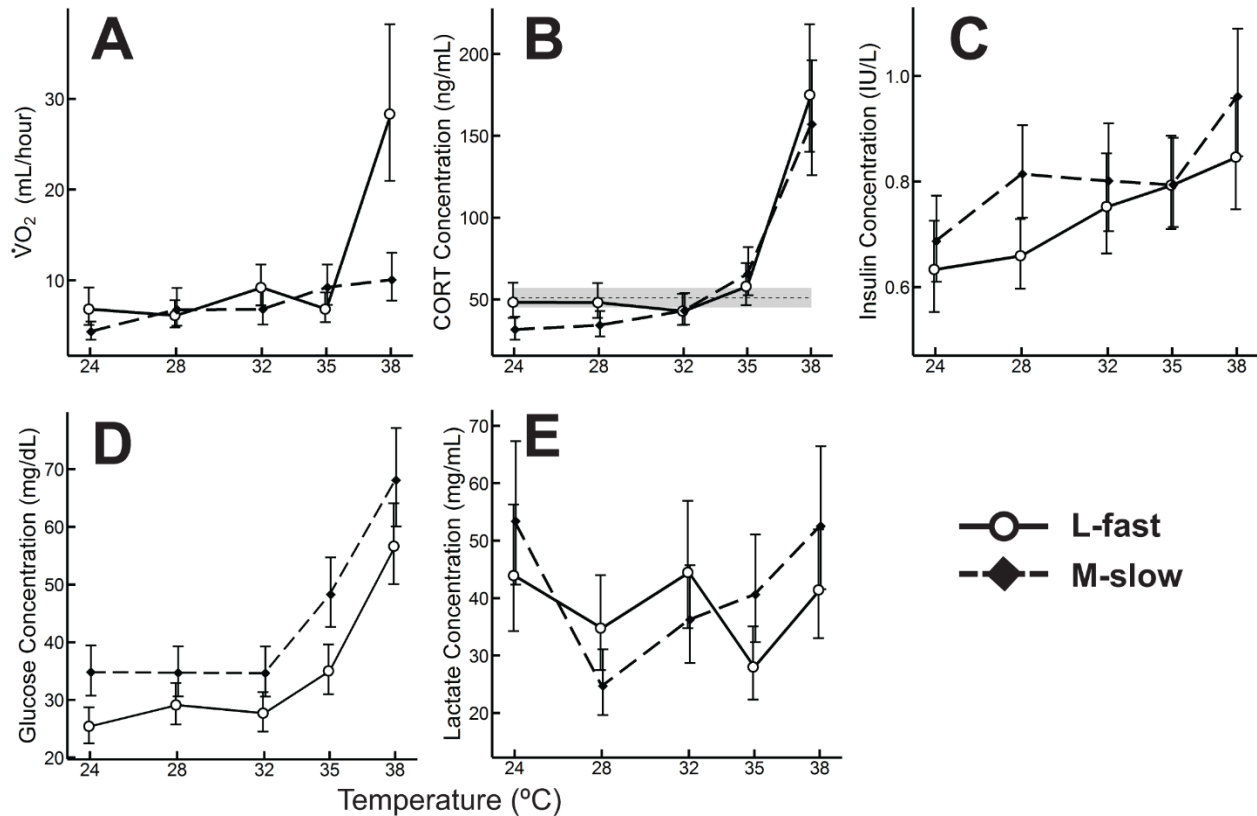 A
V̇O₂ (mL/hour)
30
20
10
24 28 32 35 38
B
CORT Concentration (ng/mL)
200
150
100
50
24 28 32 35 38
C
Insulin Concentration (IU/L)
1.0
0.8
0.6
24 28 32 35 38
D
Glucose Concentration (mg/dL)
70
60
50
40
30
20
24 28 32 35 38
E
Lactate Concentration (mg/mL)
70
60
50
40
30
20
24 28 32 35 38
L-fast
M-slow
Temperature (ºC)